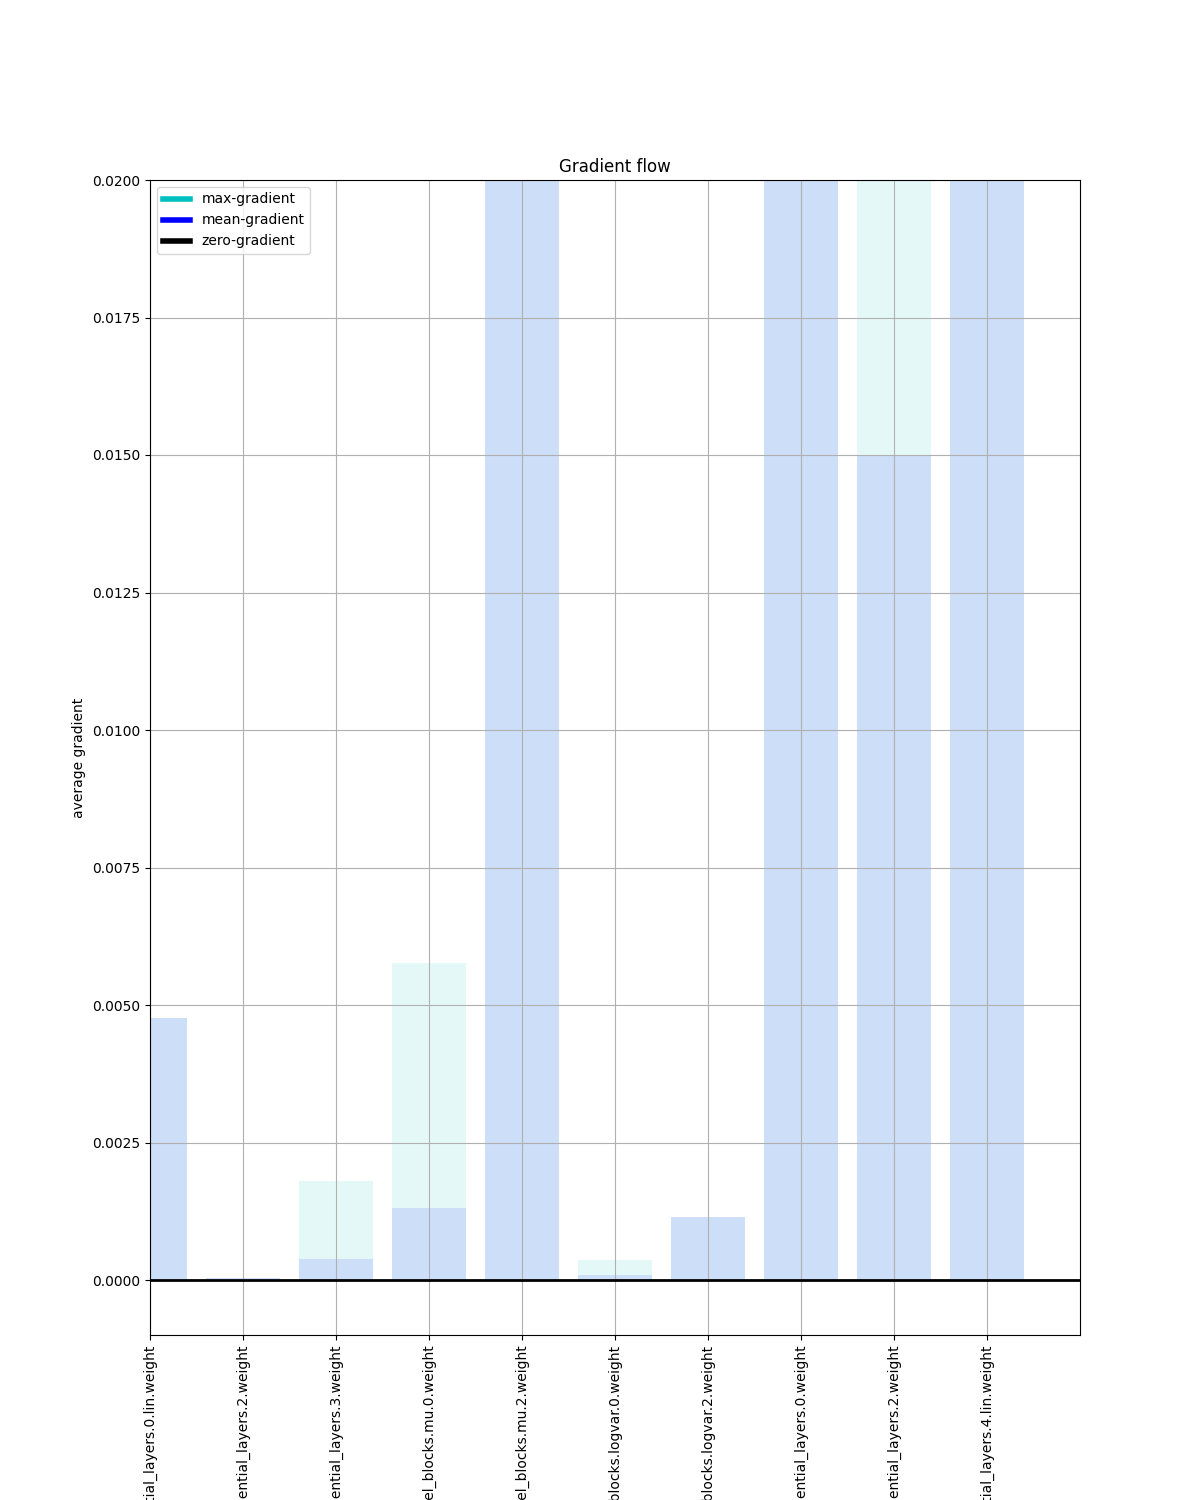 Gradient flow
max-gradient
mean-gradient
zero-gradient
0.0200
0.0175
0.0150
0.0125
0.0100
0.0075
0.0050
0.0025
0.0000
average gradient
tial_layers.0.lin.weight
ential_layers.2.weight
ential_layers.3.weight
el_blocks.mu.0.weight
el_blocks.mu.2.weight
blocks.logvar.0.weight
blocks.logvar.2.weight
ential_layers.0.weight
ential_layers.2.weight
tial_layers.4.lin.weight